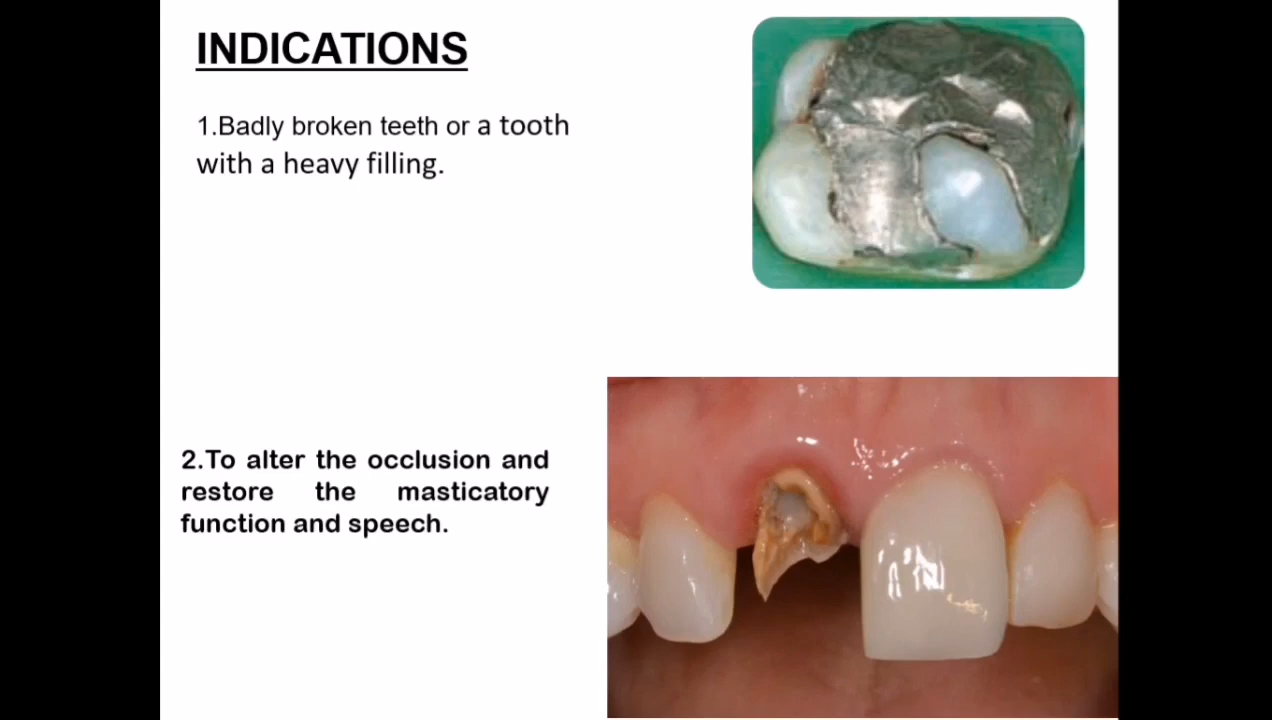 INDICATIONS
1.Badly broken teeth or a tooth
with a heavy filling.
2.To alter the occlusion and
restore the masticatory
function and speech.